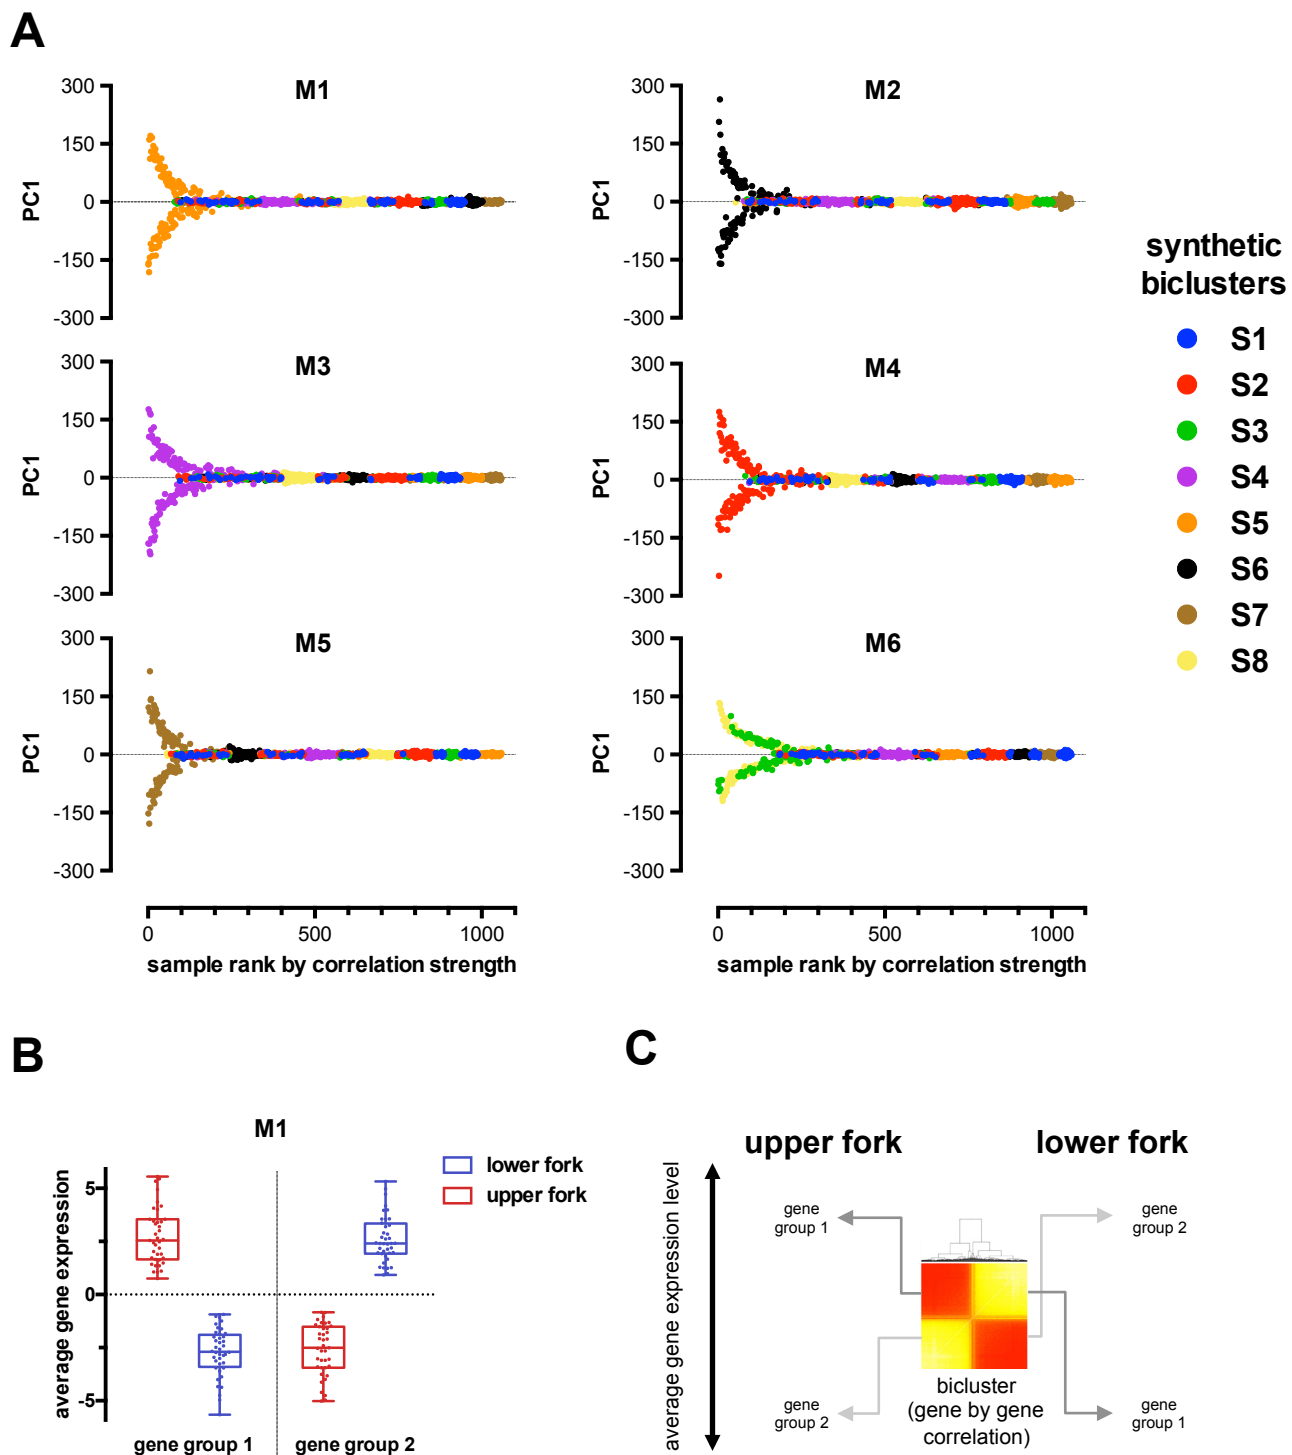 A
M1
300
150
0
-150
-300
PC1
M2
300
150
0
-150
-300
PC1
synthetic
biclusters
S1
S2
S3
S4
S5
S6
S7
S8
M3
300
150
0
-150
-300
PC1
M4
300
150
0
-150
-300
PC1
M5
300
150
0
-150
-300
PC1
M6
300
150
0
-150
-300
PC1
0
500
1000
sample rank by correlation strength
0
500
1000
sample rank by correlation strength
B
M1
average gene expression
5
0
-5
gene group 1
gene group 2
lower fork
upper fork
C
upper fork
lower fork
average gene expression level
gene
group 1
gene
group 2
gene
group 2
gene
group 1
bicluster
(gene by gene
correlation)